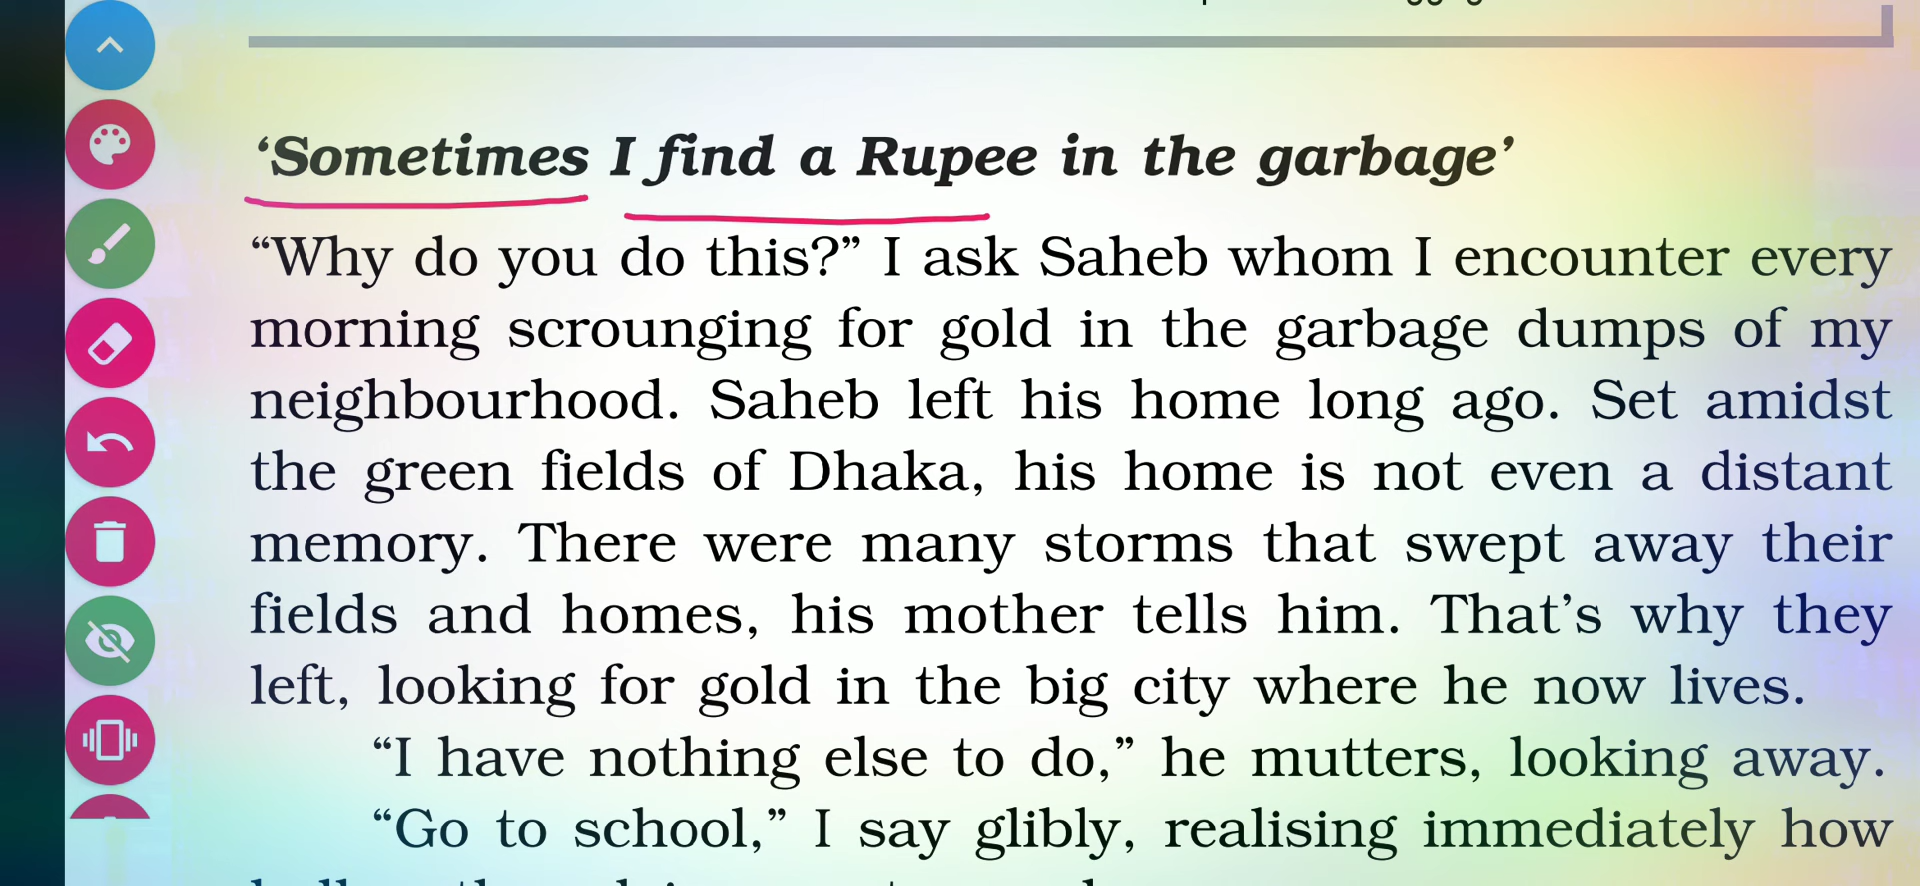 ‘Sometimes I find a Rupee in the garbage’
“Why do you do this?” I ask Saheb whom I encounter every
morning scrounging for gold in the garbage dumps of my
neighbourhood. Saheb left his home long ago. Set amidst
the green fields of Dhaka, his home is not even a distant
memory. There were many storms that swept away their
fields and homes, his mother tells him. That’s why they
left, looking for gold in the big city where he now lives.
“I have nothing else to do,” he mutters, looking away.
“Go to school,” I say glibly, realising immediately how